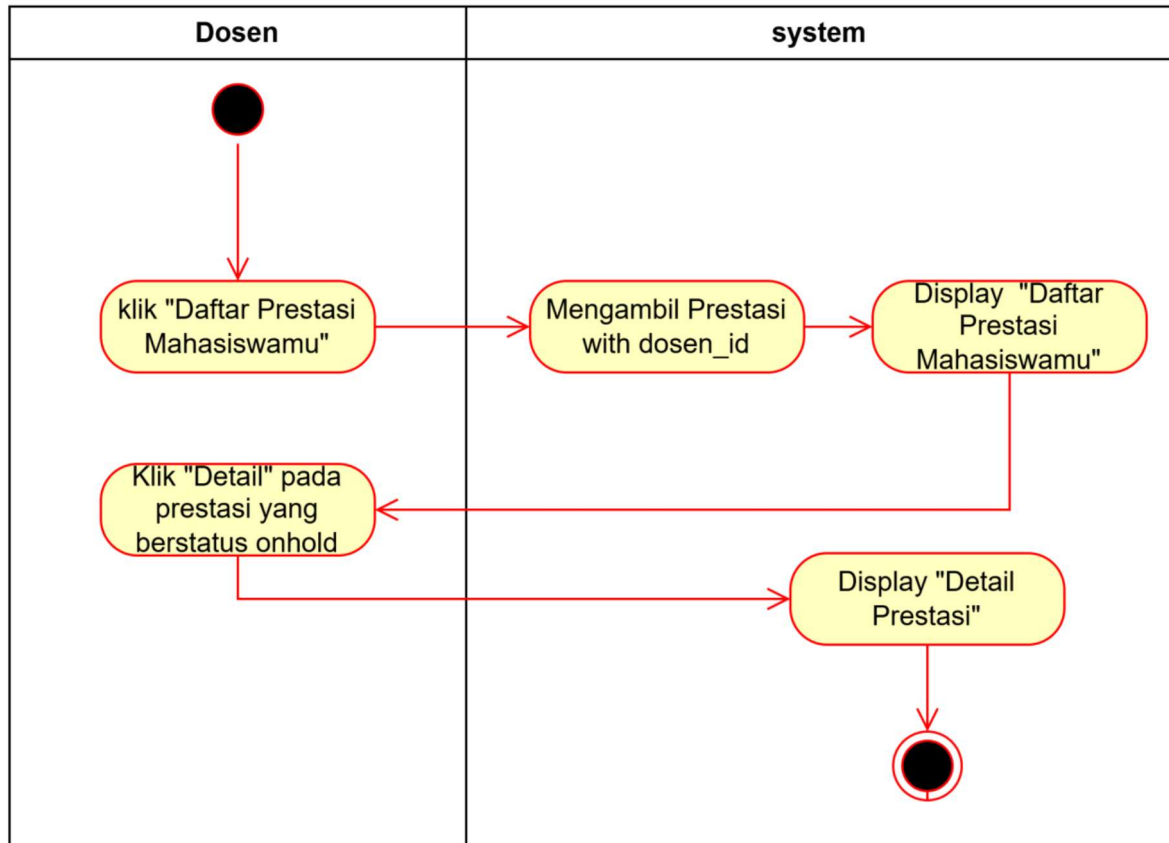 Dosen
system
klik "Daftar Prestasi
Mahasiswamu"
Mengambil Prestasi
with dosen_id
Display "Daftar
Prestasi
Mahasiswamu"
Klik "Detail" pada
prestasi yang
berstatus onhold
Display "Detail
Prestasi"